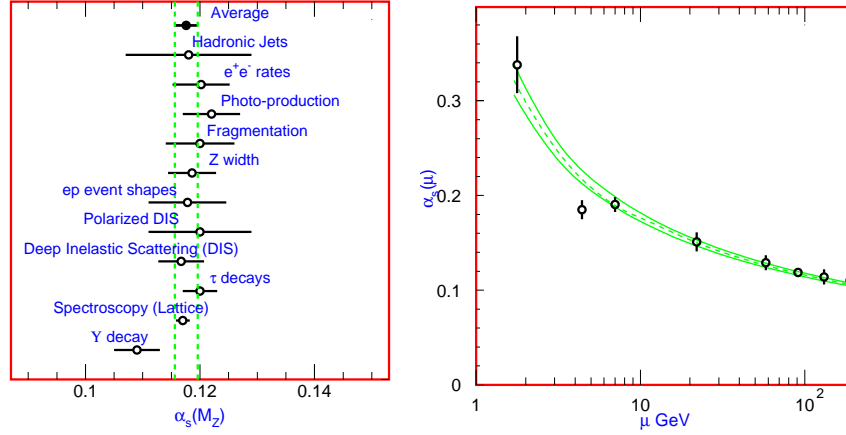 Average
Hadronic Jets
e⁺e⁻ rates
Photo-production
Fragmentation
Z width
ep event shapes
Polarized DIS
Deep Inelastic Scattering (DIS)
τ decays
Spectroscopy (Lattice)
Υ decay
0.1 0.12 0.14
αₛ(M_Z)
0.3
0.2
0.1
0
αₛ(μ)
1 10 10²
μ GeV